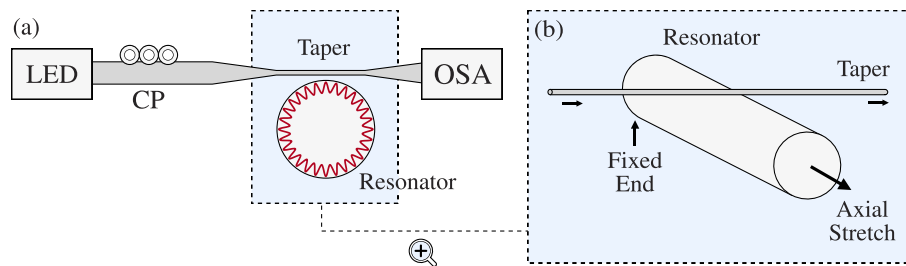 (a)
LED
CP
Taper
OSA
Resonator
(b)
Resonator
Taper
Fixed
End
Axial
Stretch